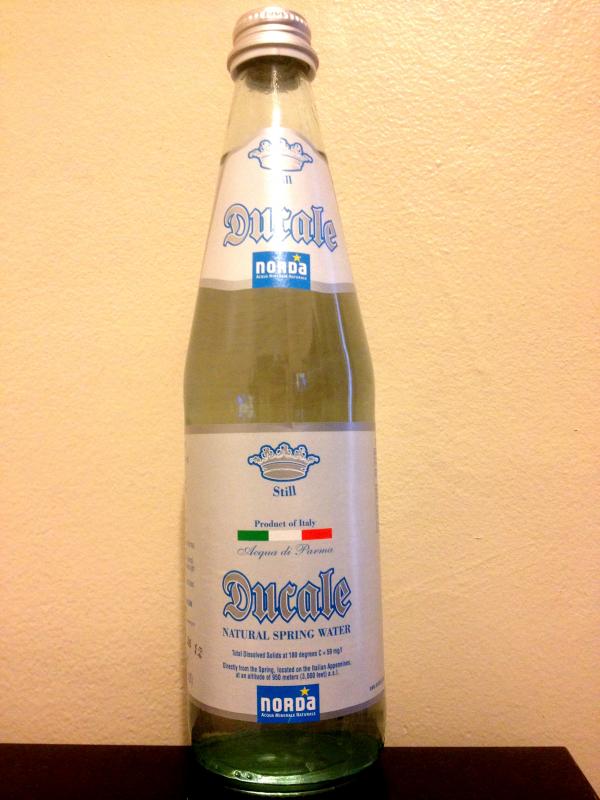 Still
Ducale
NORDA
ACQUA MINERALE NATURALE
Still
Product of Italy
Acqua di Parma
Ducale
NATURAL SPRING WATER
Total Dissolved Solids at 180 degrees C = 59 mg/l
Directly from the Spring, located on the Italian Appennines,
at an altitude of 950 meters (3,000 feet) a.s.l.
NORDA
ACQUA MINERALE NATURALE